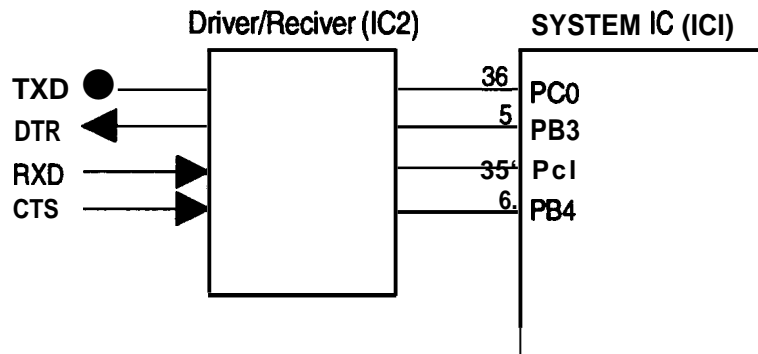 Driver/Reciver (IC2)
SYSTEM IC (ICI)
TXD
36
PC0
DTR
5
PB3
RXD
35'
Pcl
CTS
6.
PB4